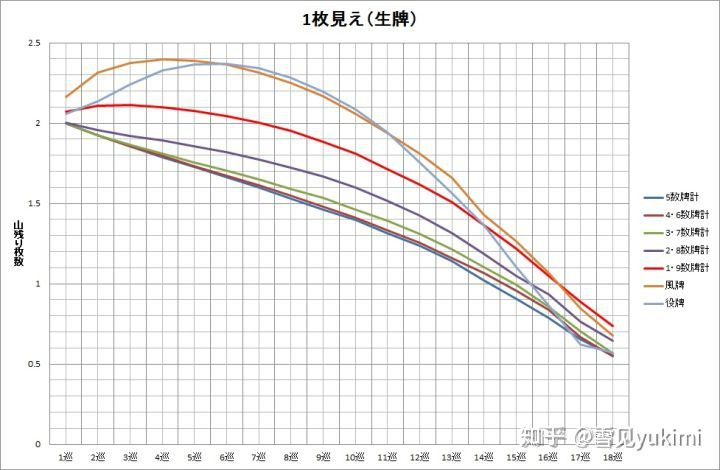 1枚見え(生牌)
2.5
2
1.5
1
0.5
0
山残り枚数
1巡 2巡 3巡 4巡 5巡 6巡 7巡 8巡 9巡 10巡 11巡 12巡 13巡 14巡 15巡 16巡 17巡 18巡
5数牌計
4・6数牌計
3・7数牌計
2・8数牌計
1・9数牌計
風牌
役牌
知乎 @雪见yukimi